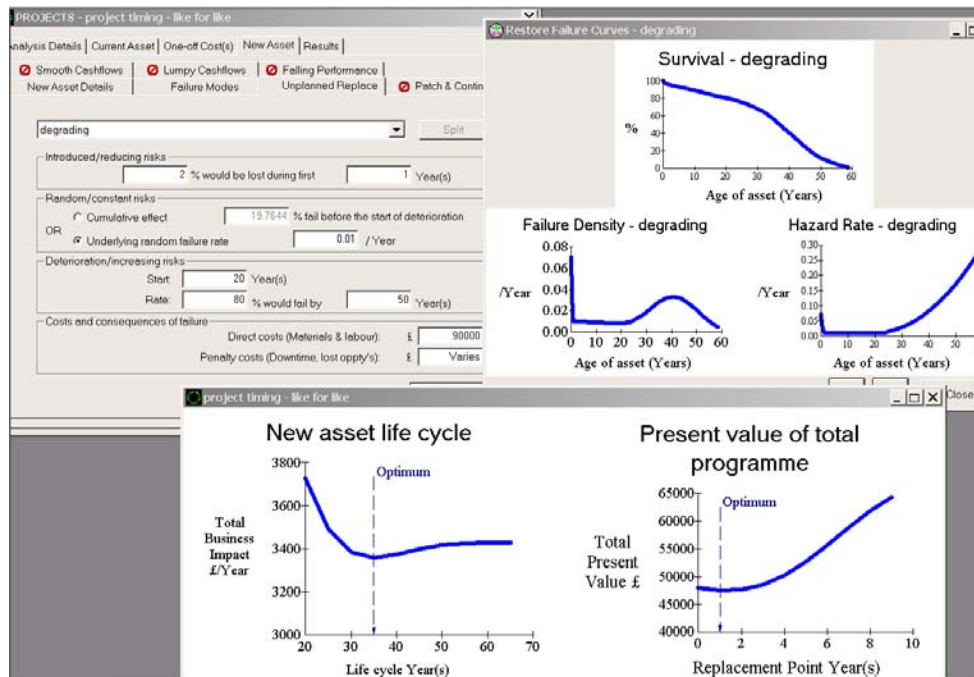 PROJECTS - project timing - like for like
nalysis Details Current Asset One-off Cost(s) New Asset Results
Smooth Cashflows Lumpy Cashflows Falling Performance
New Asset Details Failure Modes Unplanned Replace Patch & Contin
degrading Split
Introduced/reducing risks
2 % would be lost during first 1 Year(s)
Random/constant risks
Cumulative effect 19.7644 % fail before the start of deterioration
OR
Underlying random failure rate 0.01 / Year
Deterioration/increasing risks
Start: 20 Year(s)
Rate: 80 % would fail by 50 Year(s)
Costs and consequences of failure
Direct costs (Materials & labour): £ 90000
Penalty costs (Downtime, lost oppty's): £ Varies
Restore Failure Curves - degrading
Survival - degrading
100
80
60
%
40
20
0
0 10 20 30 40 50 60
Age of asset (Years)
Failure Density - degrading
0.08
0.06
/Year
0.04
0.02
0.00
0 10 20 30 40 50 60
Age of asset (Years)
Hazard Rate - degrading
0.30
0.25
0.20
/Year
0.15
0.10
0.05
0.00
0 10 20 30 40 50
Age of asset (Years)
Close
project timing - like for like
New asset life cycle
3800
Optimum
3600
Total
Business
Impact
£/Year
3400
3200
3000
20 30 40 50 60 70
Life cycle Year(s)
Present value of total
programme
65000
Optimum
60000
55000
Total
Present
Value £
50000
45000
40000
0 2 4 6 8 10
Replacement Point Year(s)